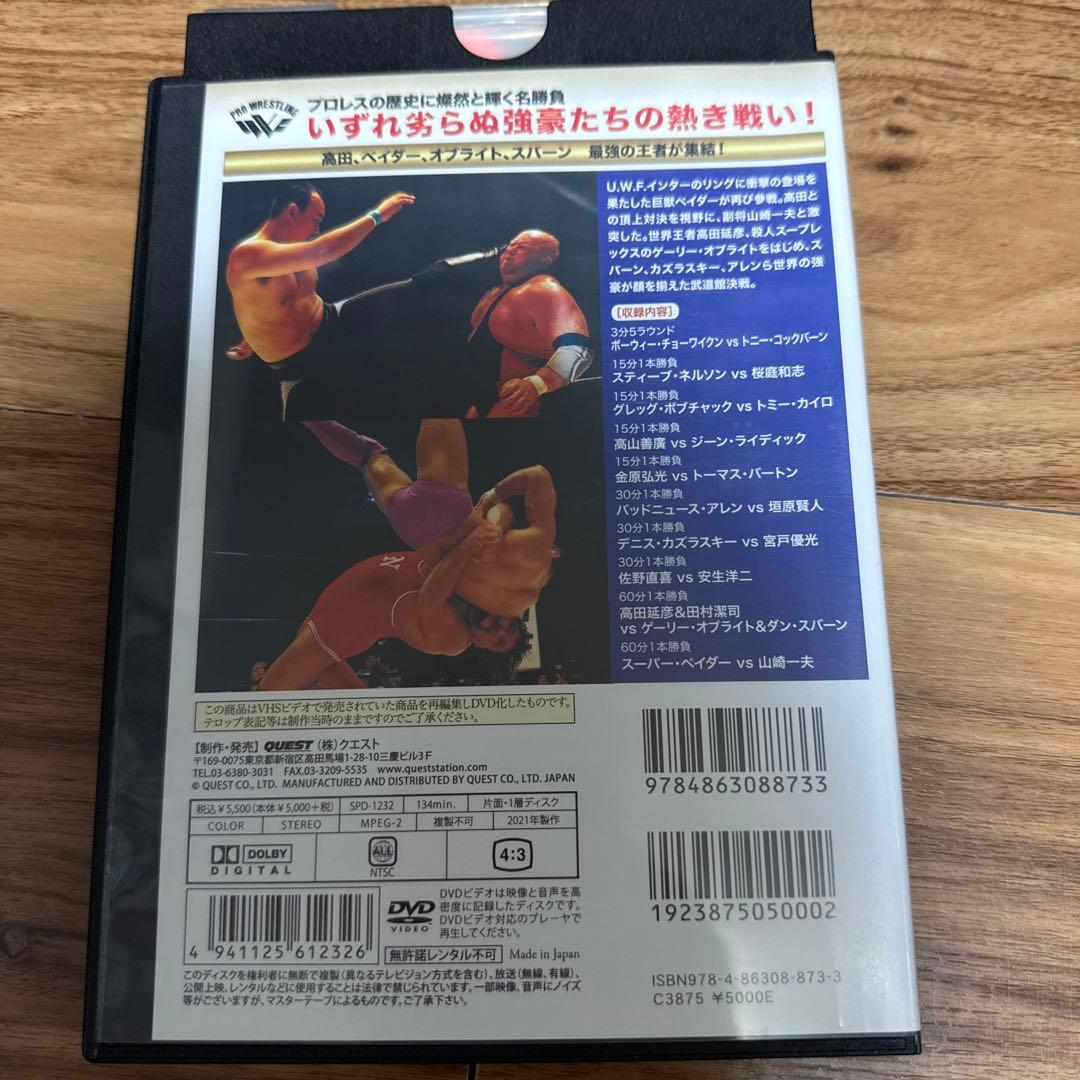 PRO-WRESTLING
プロレスの歴史に燦然と輝く名勝負
いずれ劣らぬ強豪たちの熱き戦い!
高田、ベイダー、オブライト、スバーン 最強の王者が集結!
U.W.F.インターのリングに衝撃の登場を
果たした巨獣ベイダーが再び参戦。高田と
の頂上対決を視野に、副将山崎一夫と激
突した。世界王者高田延彦、殺人スープレ
ックスのゲーリー・オブライトをはじめ、ス
バーン、カズラスキー、アレンら世界の強
豪が顔を揃えた武道館決戦。
[収録内容]
3分5ラウンド
ボーウィー・チョーワイクン vs トニー・コックバーン
15分1本勝負
スティーブ・ネルソン vs 桜庭和志
15分1本勝負
グレッグ・ボブチャック vs トミー・カイロ
15分1本勝負
高山善廣 vs ジーン・ライディック
15分1本勝負
金原弘光 vs トーマス・バートン
30分1本勝負
バッドニュース・アレン vs 垣原賢人
30分1本勝負
デニス・カズラスキー vs 宮戸優光
30分1本勝負
佐野直喜 vs 安生洋二
60分1本勝負
高田延彦&田村潔司
vs ゲーリー・オブライト&ダン・スバーン
60分1本勝負
スーパー・ベイダー vs 山崎一夫
この商品はVHSビデオで発売されていた商品を再編集しDVD化したものです。
テロップ表記等は制作当時のままですのでご了承ください。
【制作・発売】 QUEST (株)クエスト
〒169-0075東京都新宿区高田馬場1-28-10三慶ビル3F
TEL.03-6380-3031 FAX.03-3209-5535 www.queststation.com
© QUEST CO., LTD. MANUFACTURED AND DISTRIBUTED BY QUEST CO., LTD. JAPAN
税込¥5,500(本体¥5,000+税) SPD-1232 134min. 片面・1層ディスク
COLOR STEREO MPEG-2 複製不可 2021年製作
DOLBY
DIGITAL
ALL
NTSC
4:3
4 941125 612326
DVD
VIDEO
DVDビデオは映像と音声を高
密度に記録したディスクです。
DVDビデオ対応のプレーヤで
再生してください。
無許諾レンタル不可 Made in Japan
このディスクを権利者に無断で複製(異なるテレビジョン方式を含む)、放送(無線、有線)、
公開上映、レンタルなどに使用することは法律で禁じられています。一部映像、音声にノイズ
等がございますが、マスターテープによるものです。ご了承下さい。
9784863088733
1923875050002
ISBN978-4-86308-873-3
C3875 ¥5000E